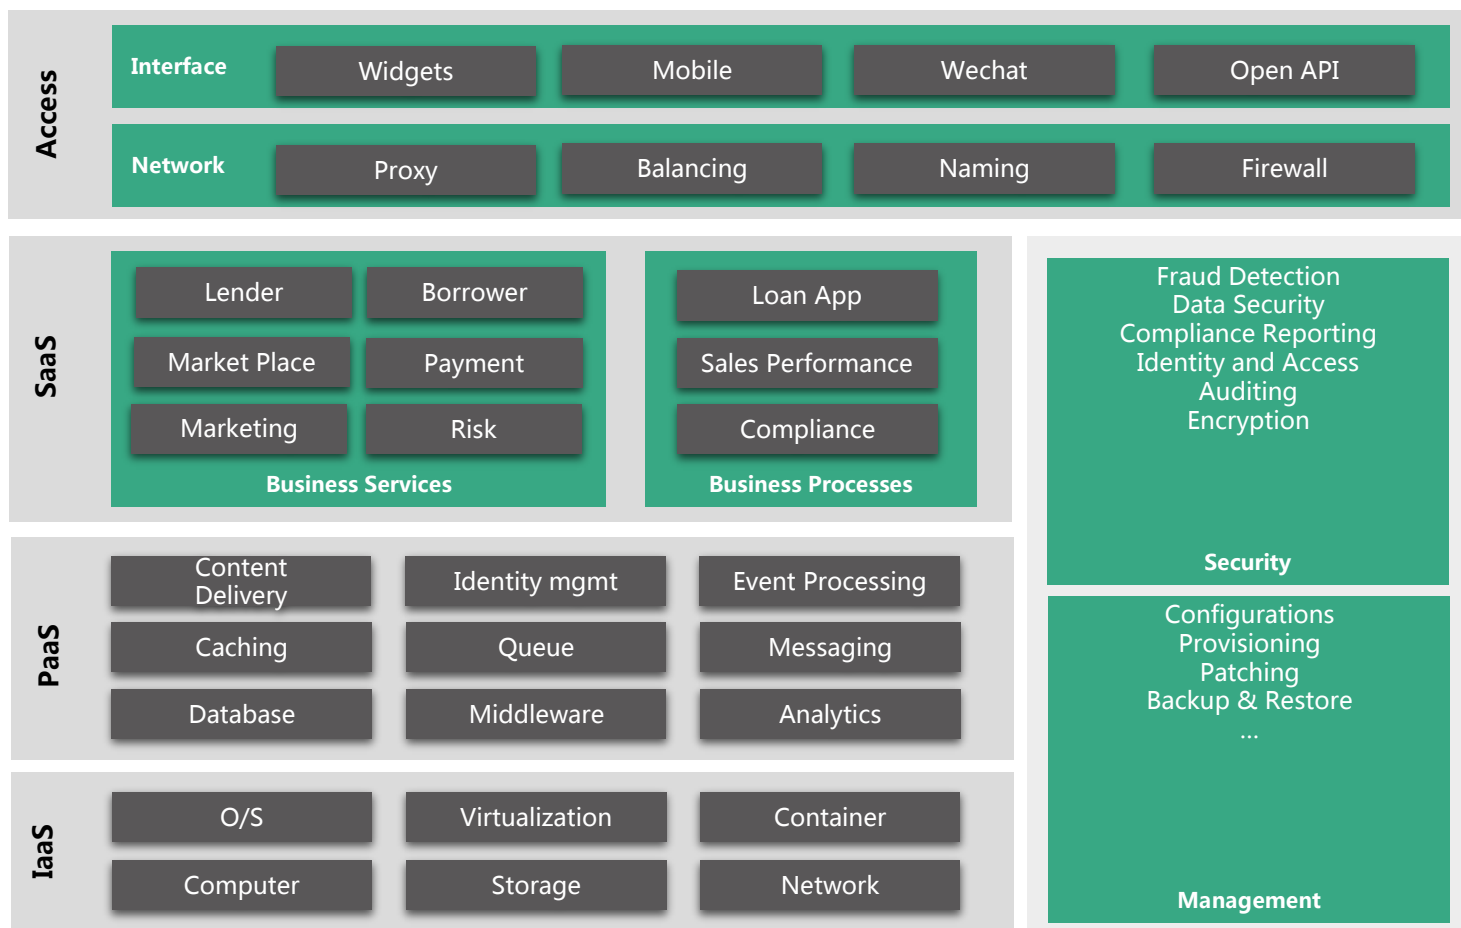 Access
Interface
Widgets
Mobile
Wechat
Open API
Network
Proxy
Balancing
Naming
Firewall
SaaS
Lender
Borrower
Market Place
Payment
Marketing
Risk
Business Services
Loan App
Sales Performance
Compliance
Business Processes
PaaS
Content
Delivery
Identity mgmt
Event Processing
Caching
Queue
Messaging
Database
Middleware
Analytics
IaaS
O/S
Virtualization
Container
Computer
Storage
Network
Fraud Detection
Data Security
Compliance Reporting
Identity and Access
Auditing
Encryption
Security
Configurations
Provisioning
Patching
Backup & Restore
...
Management